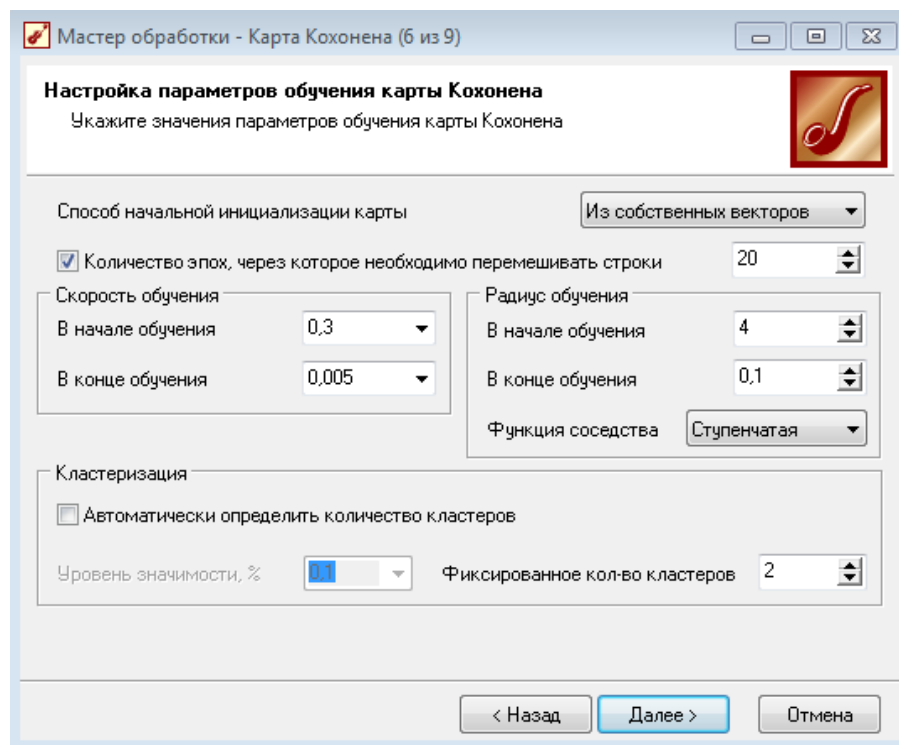 Мастер обработки - Карта Кохонена (6 из 9)
Настройка параметров обучения карты Кохонена
Укажите значения параметров обучения карты Кохонена
Способ начальной инициализации карты Из собственных векторов
Количество эпох, через которое необходимо перемешивать строки 20
Скорость обучения
В начале обучения 0,3
В конце обучения 0,005
Радиус обучения
В начале обучения 4
В конце обучения 0,1
Функция соседства Ступенчатая
Кластеризация
Автоматически определить количество кластеров
Уровень значимости, % 0,1 Фиксированное кол-во кластеров 2
< Назад Далее > Отмена